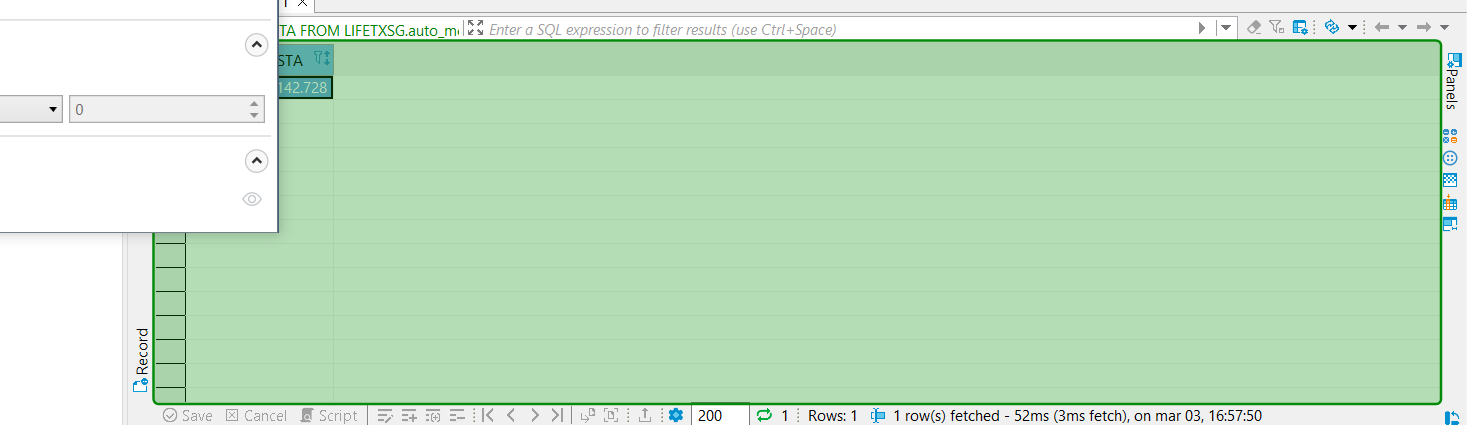 TA FROM LIFETXSG.auto_m
Enter a SQL expression to filter results (use Ctrl+Space)
STA
142.728
0
Panels
Record
Save Cancel Script 200 1 Rows: 1 1 row(s) fetched - 52ms (3ms fetch), on mar 03, 16:57:50